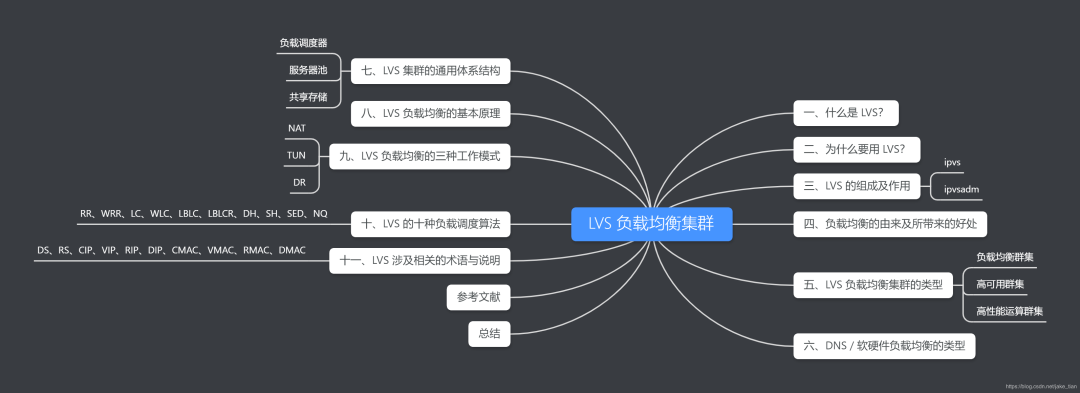 LVS 负载均衡集群
一、什么是 LVS？
二、为什么要用 LVS？
三、LVS 的组成及作用
ipvs
ipvsadm
四、负载均衡的由来及所带来的好处
五、LVS 负载均衡集群的类型
负载均衡群集
高可用群集
高性能运算群集
六、DNS / 软硬件负载均衡的类型
七、LVS 集群的通用体系结构
负载调度器
服务器池
共享存储
八、LVS 负载均衡的基本原理
九、LVS 负载均衡的三种工作模式
NAT
TUN
DR
十、LVS 的十种负载调度算法
RR、WRR、LC、WLC、LBLC、LBLCR、DH、SH、SED、NQ
十一、LVS 涉及相关的术语与说明
DS、RS、CIP、VIP、RIP、DIP、CMAC、VMAC、RMAC、DMAC
参考文献
总结
https://blog.csdn.net/jake_tian